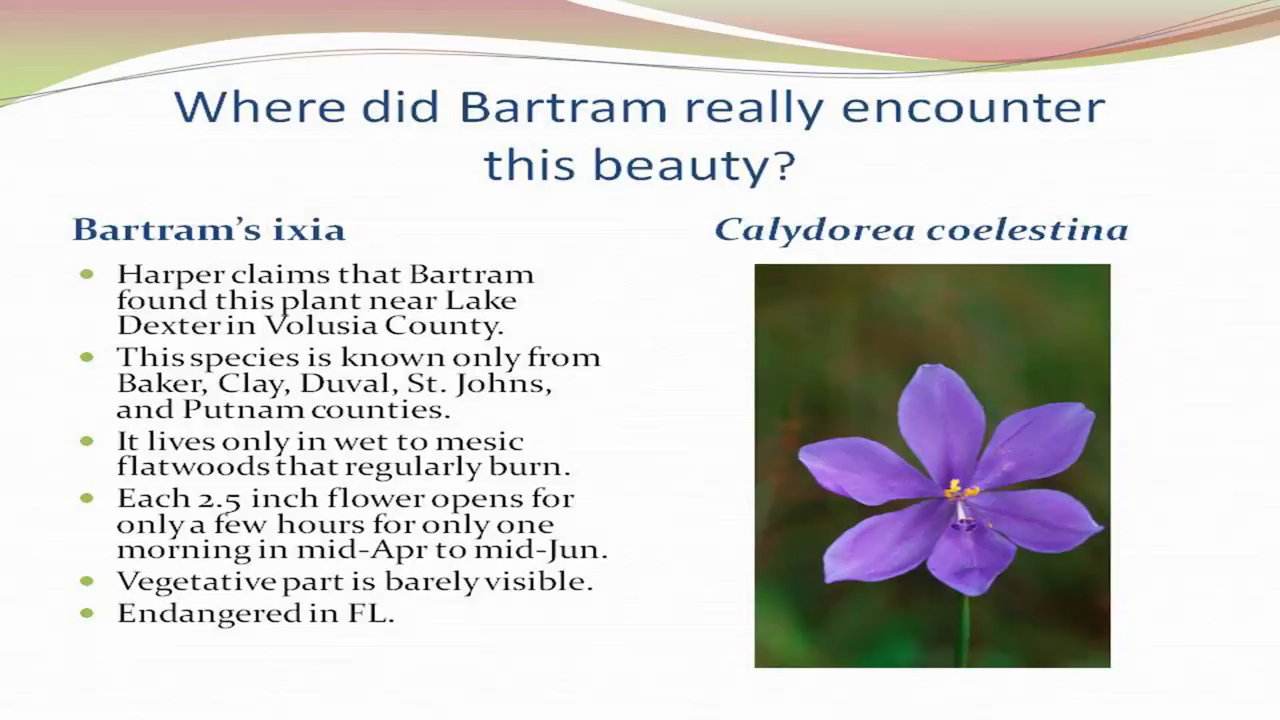 Where did Bartram really encounter
this beauty?
Bartram's ixia
Harper claims that Bartram
found this plant near Lake
Dexter in Volusia County.
This species is known only from
Baker, Clay, Duval, St. Johns,
and Putnam counties.
It lives only in wet to mesic
flatwoods that regularly burn.
Each 2.5 inch flower opens for
only a few hours for only one
morning in mid-Apr to mid-Jun.
Vegetative part is barely visible.
Endangered in FL.
Calydorea coelestina